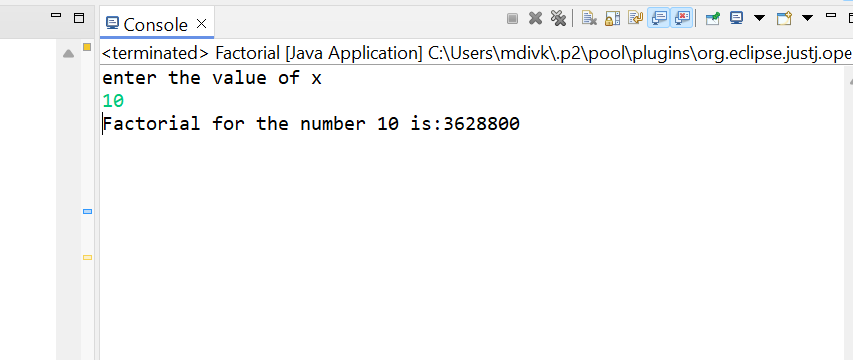 Console
<terminated> Factorial [Java Application] C:\Users\mdivk\.p2\pool\plugins\org.eclipse.justj.ope
enter the value of x
10
Factorial for the number 10 is:3628800